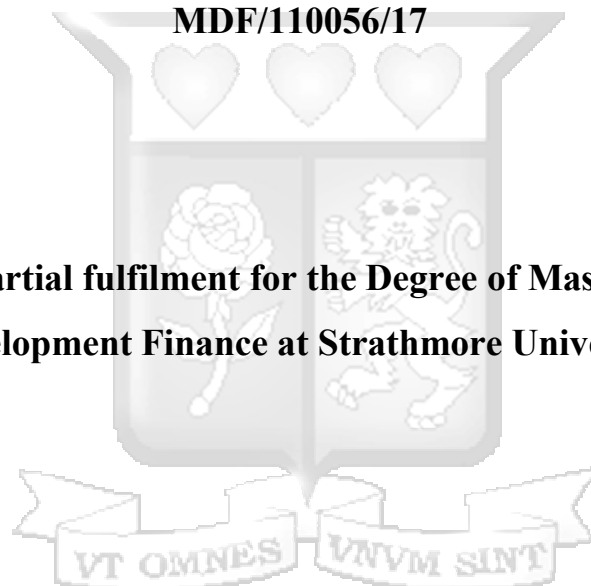 MDF/110056/17
artial fulfilment for the Degree of Mas
elopment Finance at Strathmore Unive
VT OMNES VNVM SINT